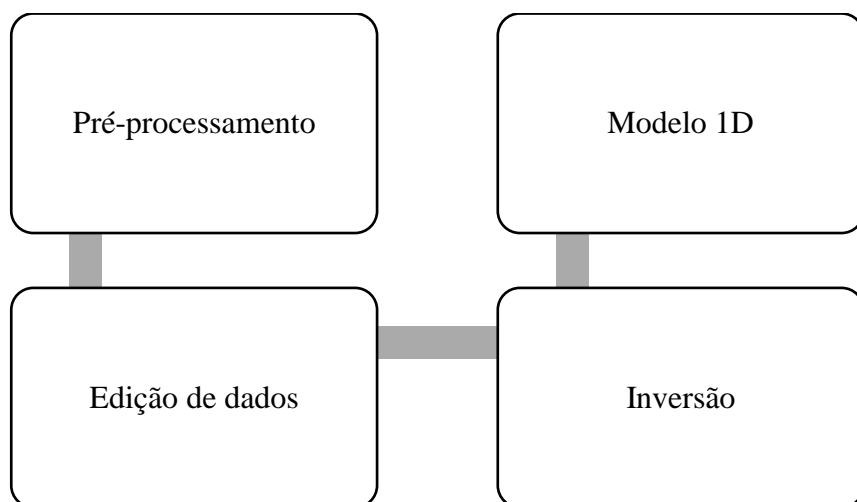 Pré-processamento
Modelo 1D
Edição de dados
Inversão